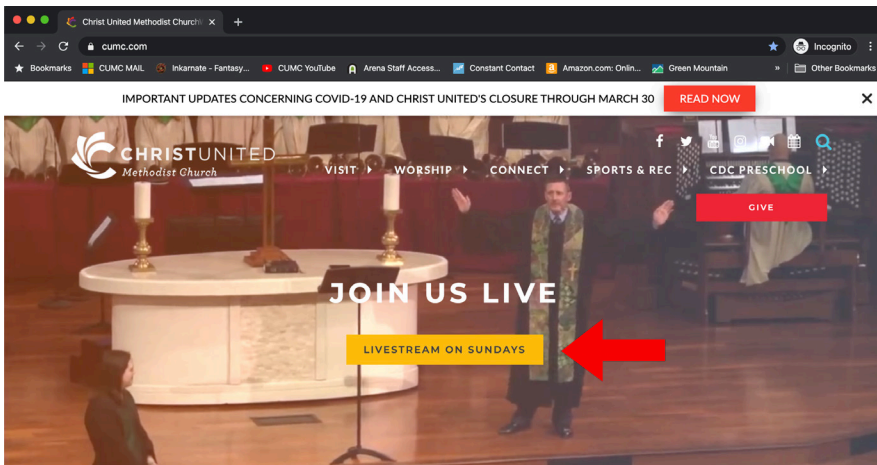 Christ United Methodist Church
cumc.com
Incognito
Bookmarks
CUMC MAIL
Inkarnate - Fantasy...
CUMC YouTube
Arena Staff Access...
Constant Contact
Amazon.com: Onlin...
Green Mountain
»
Other Bookmarks
IMPORTANT UPDATES CONCERNING COVID-19 AND CHRIST UNITED'S CLOSURE THROUGH MARCH 30
READ NOW
CHRISTUNITED
Methodist Church
VISIT
WORSHIP
CONNECT
SPORTS & REC
CDC PRESCHOOL
GIVE
JOIN US LIVE
LIVESTREAM ON SUNDAYS